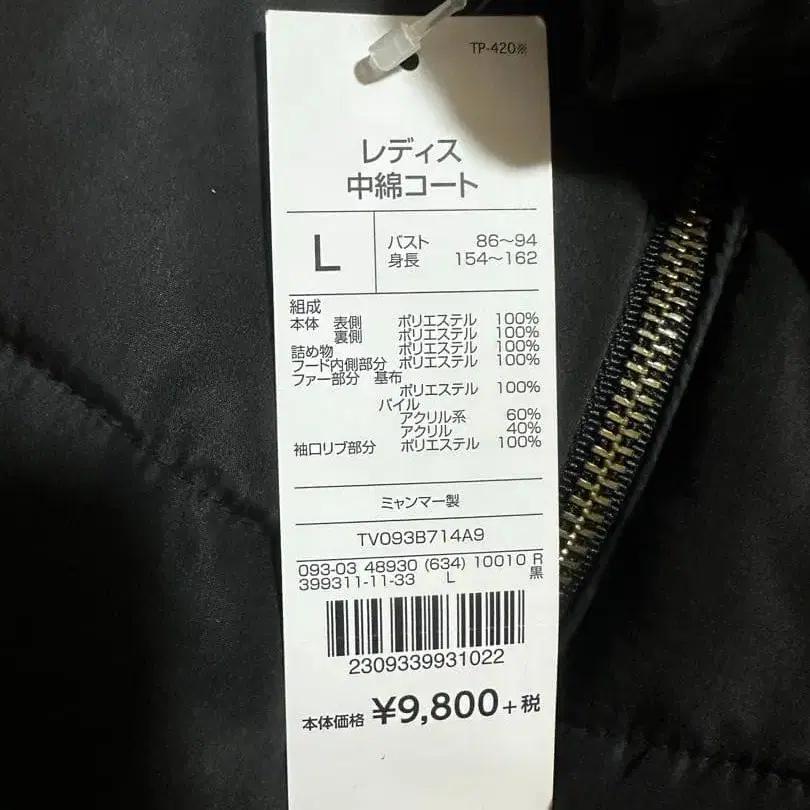 TP-420※
レディス
中綿コート
L
バスト 86〜94
身長 154〜162
組成
本体 表側 ポリエステル 100%
裏側 ポリエステル 100%
詰め物 ポリエステル 100%
フード内側部分 ポリエステル 100%
ファー部分 基布
ポリエステル 100%
パイル
アクリル系 60%
アクリル 40%
袖口リブ部分 ポリエステル 100%
ミャンマー製
TV093B714A9
093-03 48930 (634) 10010 R
399311-11-33 L 黒
2309339931022
本体価格 ¥9,800+税